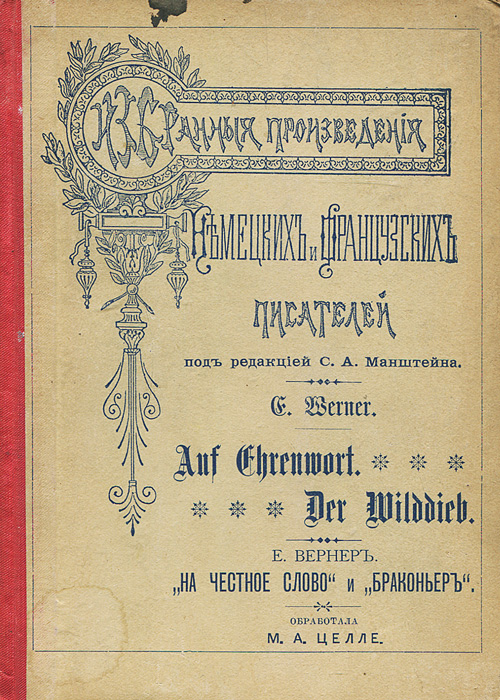 ИЗБРАННЫЯ ПРОИЗВЕДЕНІЯ
НѢМЕЦКИХЪ и ФРАНЦУЗСКИХЪ
ПИСАТЕЛЕЙ
подъ редакціей С. А. Манштейна.
E. Werner.
Auf Ehrenwort.
Der Wilddieb.
Е. ВЕРНЕРЪ.
„НА ЧЕСТНОЕ СЛОВО“ и „БРАКОНЬЕРЪ“.
ОБРАБОТАЛА
М. А. ЦЕЛЛЕ.